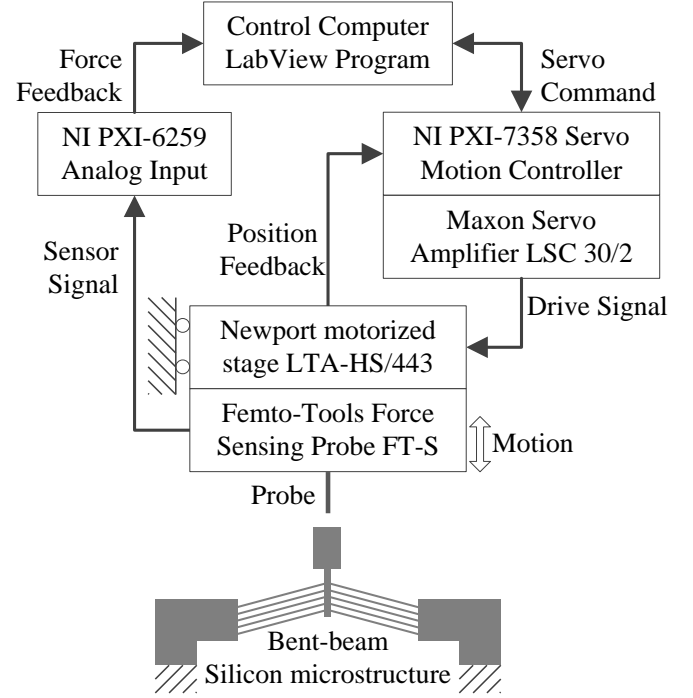 Control Computer
LabView Program
Force
Feedback
Servo
Command
NI PXI-6259
Analog Input
NI PXI-7358 Servo
Motion Controller
Maxon Servo
Amplifier LSC 30/2
Sensor
Signal
Position
Feedback
Drive Signal
Newport motorized
stage LTA-HS/443
Femto-Tools Force
Sensing Probe FT-S
Motion
Probe
Bent-beam
Silicon microstructure